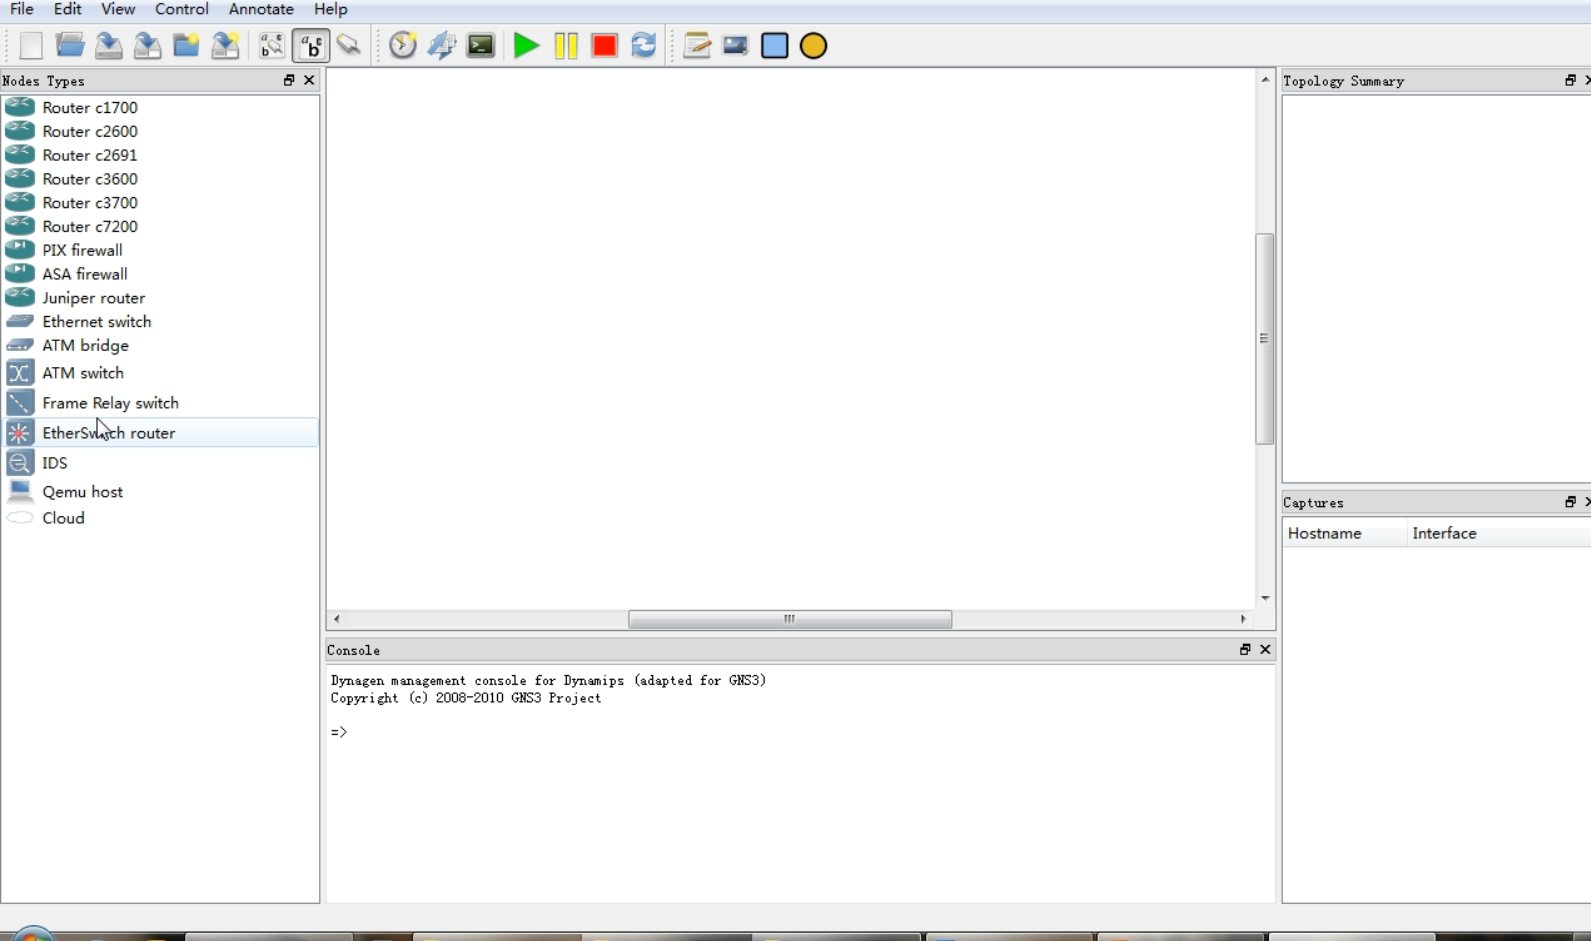 File Edit View Control Annotate Help
Nodes Types
Router c1700
Router c2600
Router c2691
Router c3600
Router c3700
Router c7200
PIX firewall
ASA firewall
Juniper router
Ethernet switch
ATM bridge
ATM switch
Frame Relay switch
EtherSwitch router
IDS
Qemu host
Cloud
Console
Dynagen management console for Dynamips (adapted for GNS3)
Copyright (c) 2008-2010 GNS3 Project
=>
Topology Summary
Captures
Hostname Interface